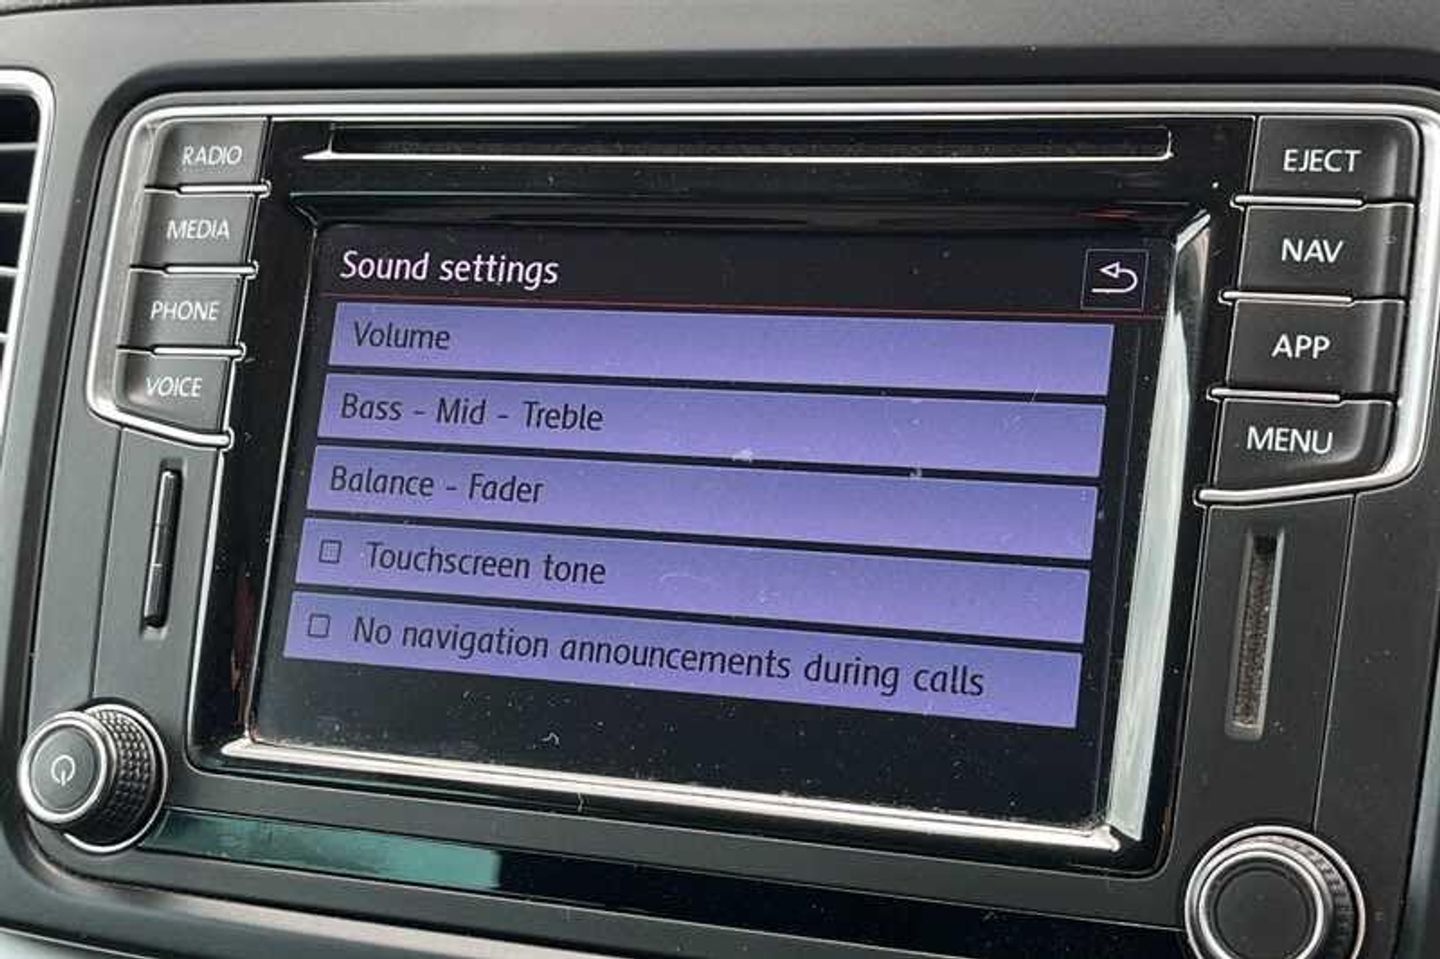 RADIO
MEDIA
PHONE
VOICE
Sound settings
Volume
Bass - Mid - Treble
Balance - Fader
Touchscreen tone
No navigation announcements during calls
EJECT
NAV
APP
MENU